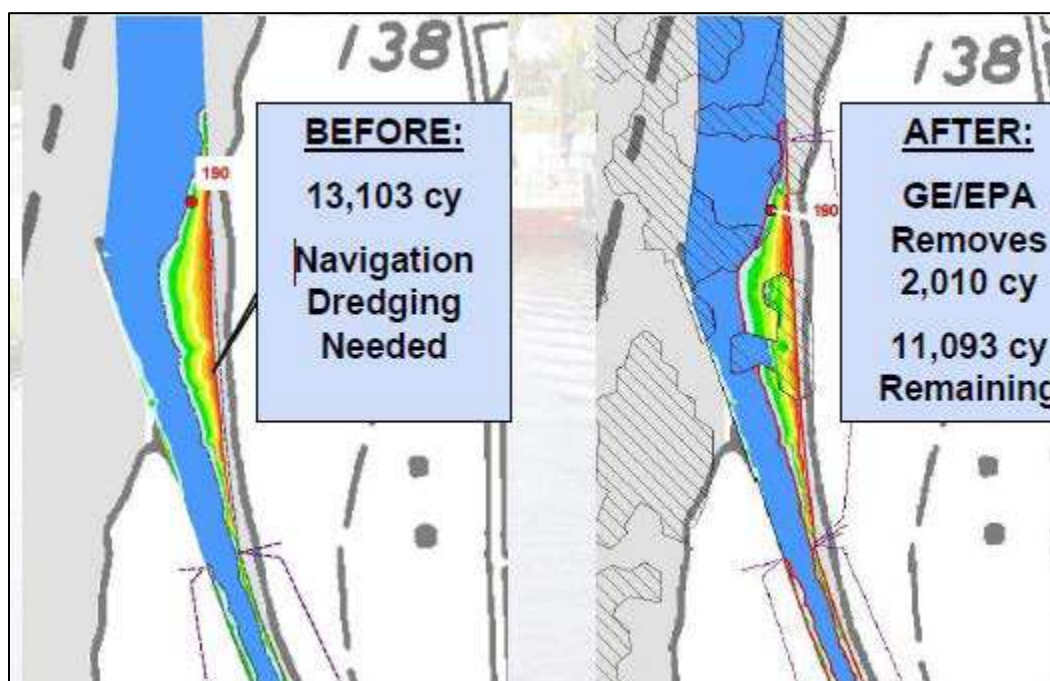 138
190
BEFORE:
13,103 cy
Navigation
Dredging
Needed
138
190
AFTER:
GE/EPA
Removes
2,010 cy
11,093 cy
Remaining